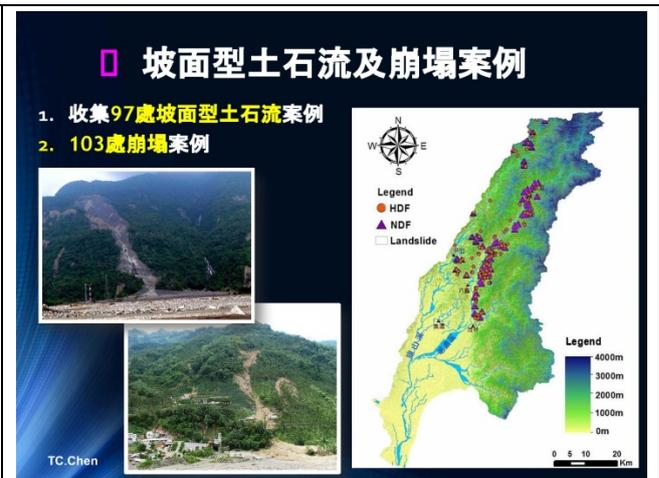 坡面型土石流及崩塌案例
1. 收集97處坡面型土石流案例
2. 103處崩塌案例
N
W
E
S
Legend
HDF
NDF
Landslide
Legend
4000m
3000m
2000m
1000m
0m
0 5 10 20
Km
TC.Chen